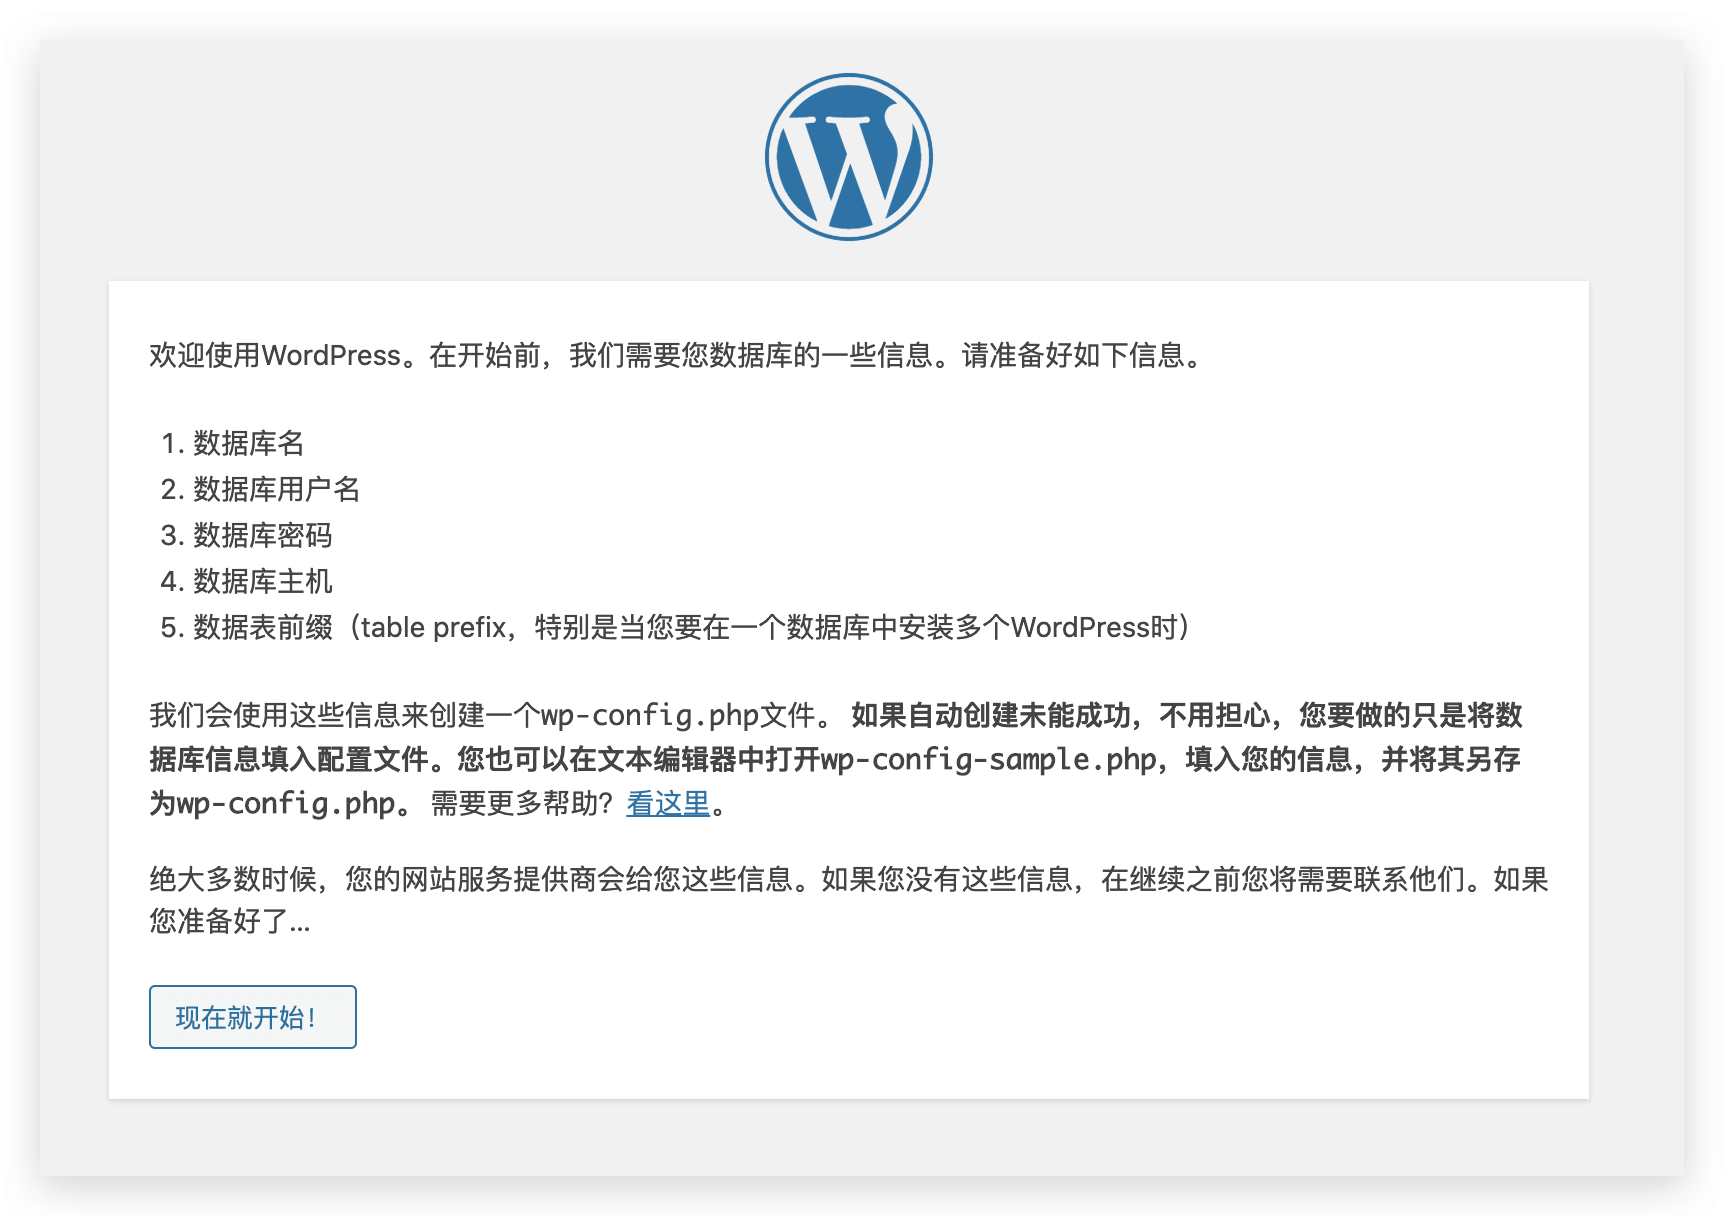 欢迎使用WordPress。在开始前，我们需要您数据库的一些信息。请准备好如下信息。
1. 数据库名
2. 数据库用户名
3. 数据库密码
4. 数据库主机
5. 数据表前缀（table prefix，特别是当您要在一个数据库中安装多个WordPress时）
我们会使用这些信息来创建一个wp-config.php文件。 如果自动创建未能成功，不用担心，您要做的只是将数
据库信息填入配置文件。您也可以在文本编辑器中打开wp-config-sample.php，填入您的信息，并将其另存
为wp-config.php。 需要更多帮助？看这里。
绝大多数时候，您的网站服务提供商会给您这些信息。如果您没有这些信息，在继续之前您将需要联系他们。如果
您准备好了...
现在就开始！